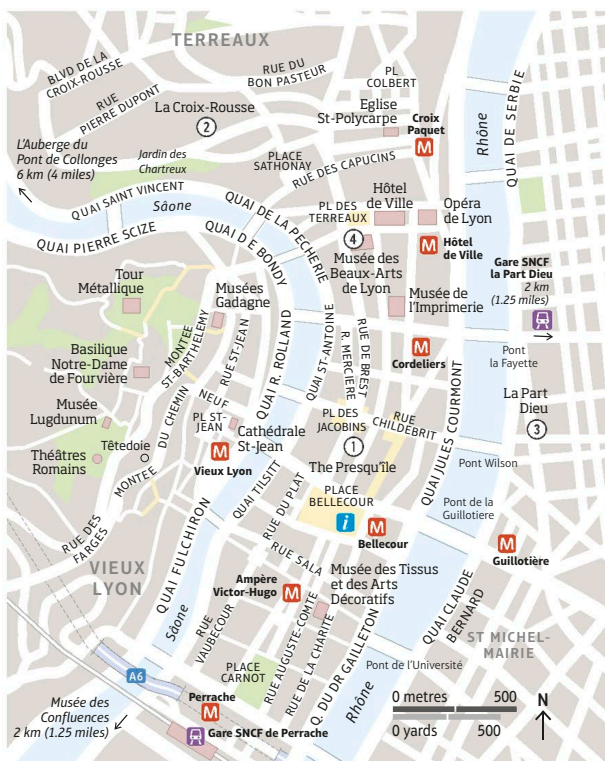 TERREAUX
BLVD DE LA
CROIX-ROUSSE
RUE DU
BON PASTEUR
PL
COLBERT
RUE
PIERRE DUPONT
La Croix-Rousse
2
Eglise
St-Polycarpe
Croix
Paquet
M
Rhône
QUAI DE SERBIE
L'Auberge du
Pont de Collonges
6 km (4 miles)
Jardin des
Chartreux
PLACE
SATHONAY
RUE DES CAPUCINS
QUAI SAINT VINCENT
Sâone
QUAI DE LA PECHERIE
PL DES
TERREAUX
Hôtel
de Ville
Opéra
de Lyon
QUAI PIERRE SCIZE
QUAI DE BONDY
4
M
Hôtel
de Ville
Musée des
Beaux-Arts
de Lyon
Gare SNCF
la Part Dieu
2 km
(1.25 miles)
Tour
Métallique
Musées
Gadagne
Musée de
l'Imprimerie
MONTEE
ST-BARTHELEMY
RUE ST-JEAN
QUAI R. ROLLAND
QUAI ST-ANTOINE
R. MERCIERE
RUE DE BREST
M
Cordeliers
Pont
la Fayette
Basilique
Notre-Dame
de Fourvière
QUAI JULES COURMONT
La Part
Dieu
3
NEUF
DU CHEMIN
MONTEE
PL ST-
JEAN
Cathédrale
St-Jean
PL DES
JACOBINS
RUE
CHILDEBRIT
1
The Presqu'île
Musée
Lugdunum
Têtedoie
Théâtres
Romains
M
Vieux Lyon
QUAI TILSITT
Pont Wilson
PLACE
BELLECOUR
i
M
Bellecour
Pont de la
Guillotiere
M
Guillotière
RUE DES
FARGES
QUAI FULCHIRON
RUE DU PLAT
RUE SALA
VIEUX
LYON
Ampère
Victor-Hugo
M
Musée des Tissus
et des Arts
Décoratifs
QUAI CLAUDE
BERNARD
ST MICHEL-
MAIRIE
Sâone
RUE
VAUBECOUR
RUE AUGUSTE-COMTE
RUE DE LA CHARITE
Q. DU DR GAILLETON
Pont de l'Université
A6
PLACE
CARNOT
Rhône
Musée des
Confluences
2 km (1.25 miles)
Perrache
M
Gare SNCF de Perrache
0 metres 500
0 yards 500
N